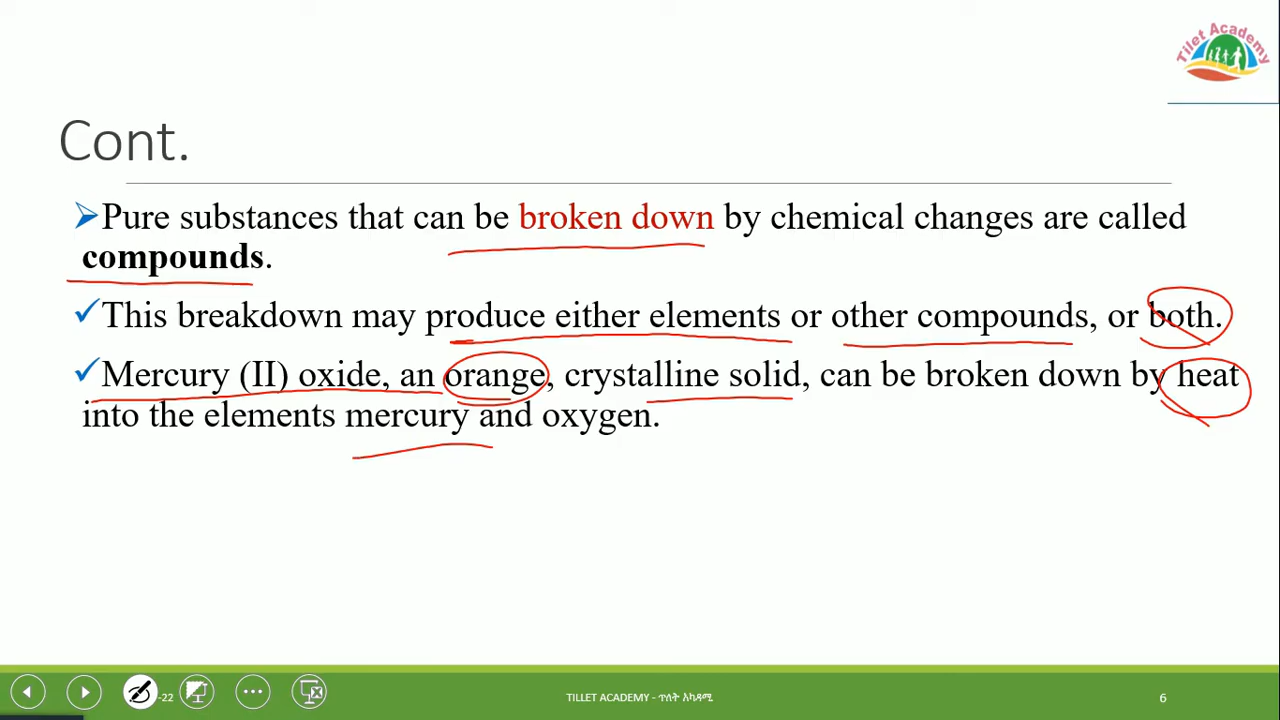 Tilet Academy
Cont.
➢Pure substances that can be broken down by chemical changes are called
compounds.
✓This breakdown may produce either elements or other compounds, or both.
✓Mercury (II) oxide, an orange, crystalline solid, can be broken down by heat
into the elements mercury and oxygen.
-22
TILLET ACADEMY - ጥለት አካዳሚ
6